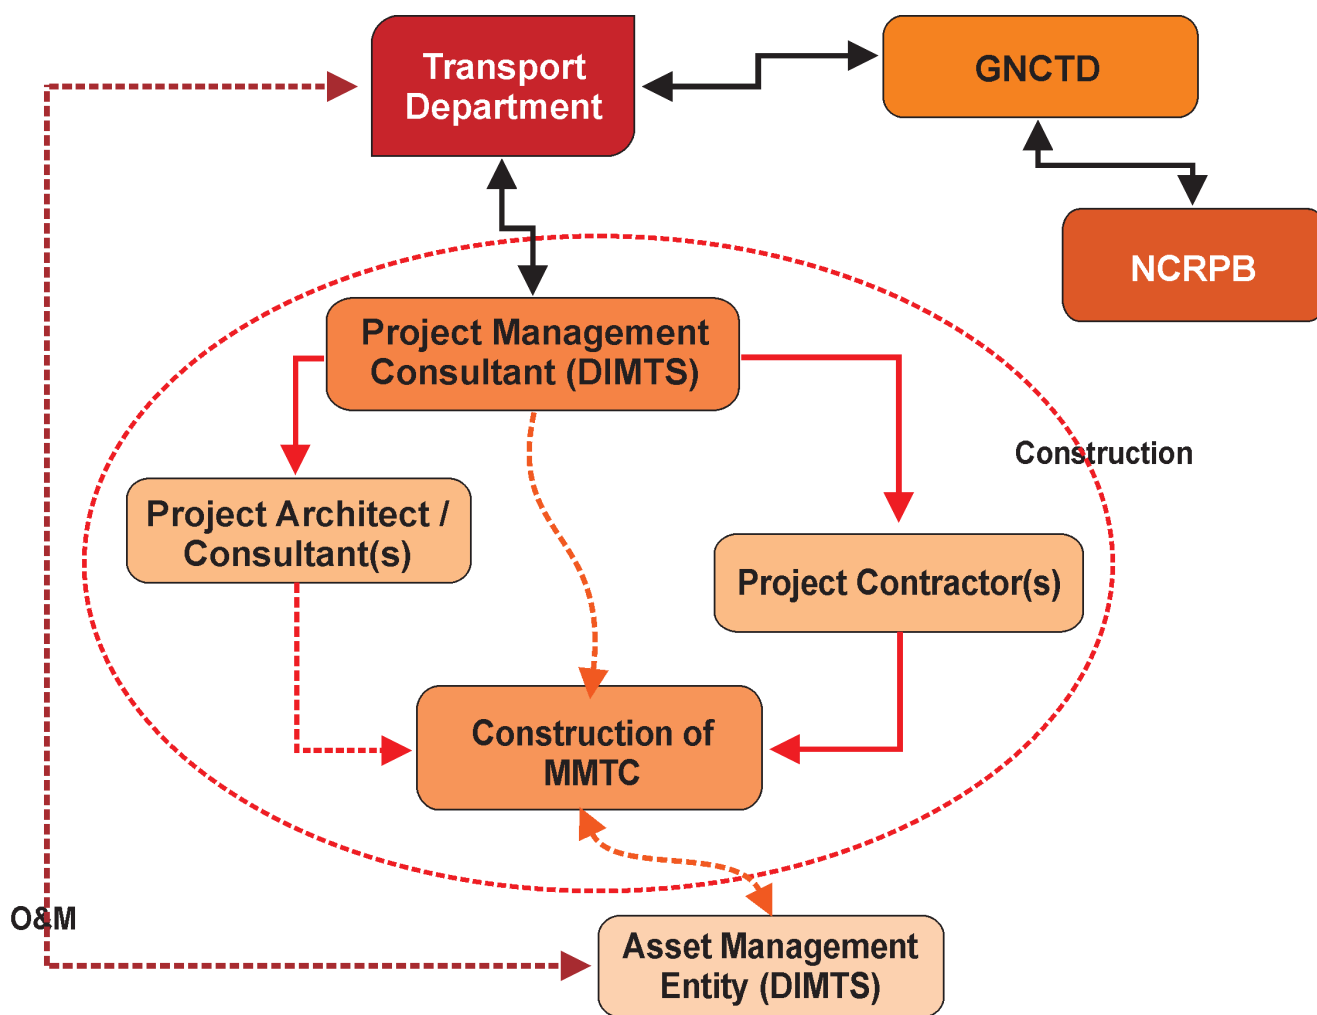 Transport
Department
GNCTD
NCRPB
Project Management
Consultant (DIMTS)
Construction
Project Architect /
Consultant(s)
Project Contractor(s)
Construction of
MMTC
O&M
Asset Management
Entity (DIMTS)